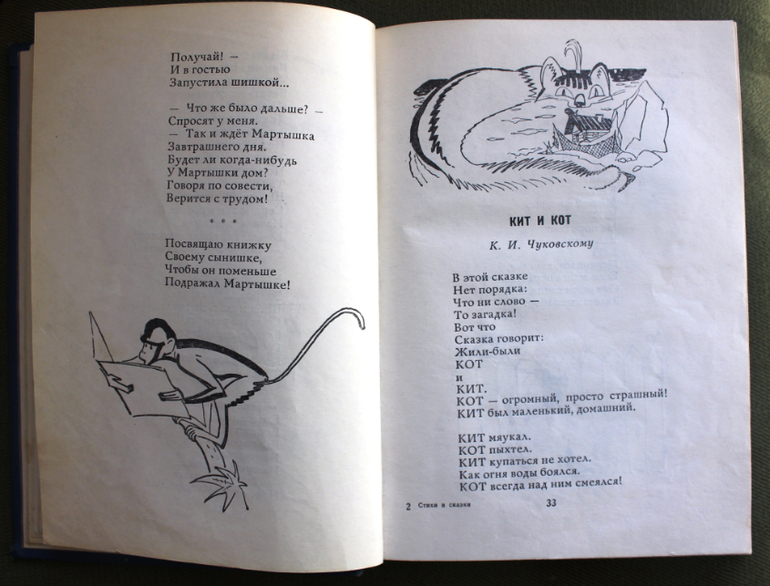 Получай! —
И в гостью
Запустила шишкой...
— Что же было дальше? —
Спросят у меня.
— Так и ждёт Мартышка
Завтрашнего дня.
Будет ли когда-нибудь
У Мартышки дом?
Говоря по совести,
Верится с трудом!
* * *
Посвящаю книжку
Своему сынишке,
Чтобы он поменьше
Подражал Мартышке!
КИТ И КОТ
К. И. Чуковскому
В этой сказке
Нет порядка:
Что ни слово —
То загадка!
Вот что
Сказка говорит:
Жили-были
КОТ
и
КИТ.
КОТ — огромный, просто страшный!
КИТ был маленький, домашний.
КИТ мяукал.
КОТ пыхтел.
КИТ купаться не хотел.
Как огня воды боялся.
КОТ всегда над ним смеялся!
2 Стихи и сказки
33